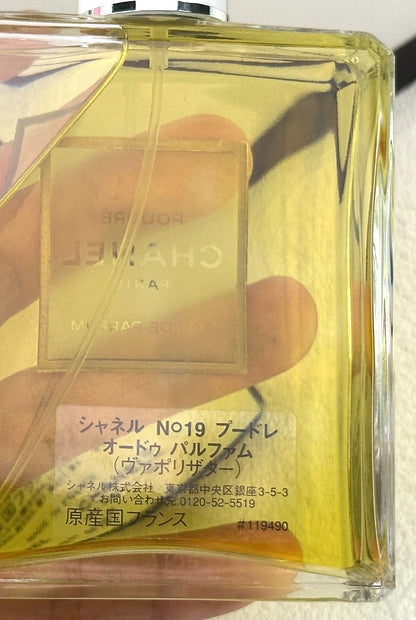 POUDRE
CHANEL
PARIS
EAU DE PARFUM
シャネル Nº19 プードレ
オードゥ パルファム
(ヴァポリザター)
シャネル株式会社 東京都中央区銀座3-5-3
お問い合わせ先 0120-52-5519
原産国フランス #119490